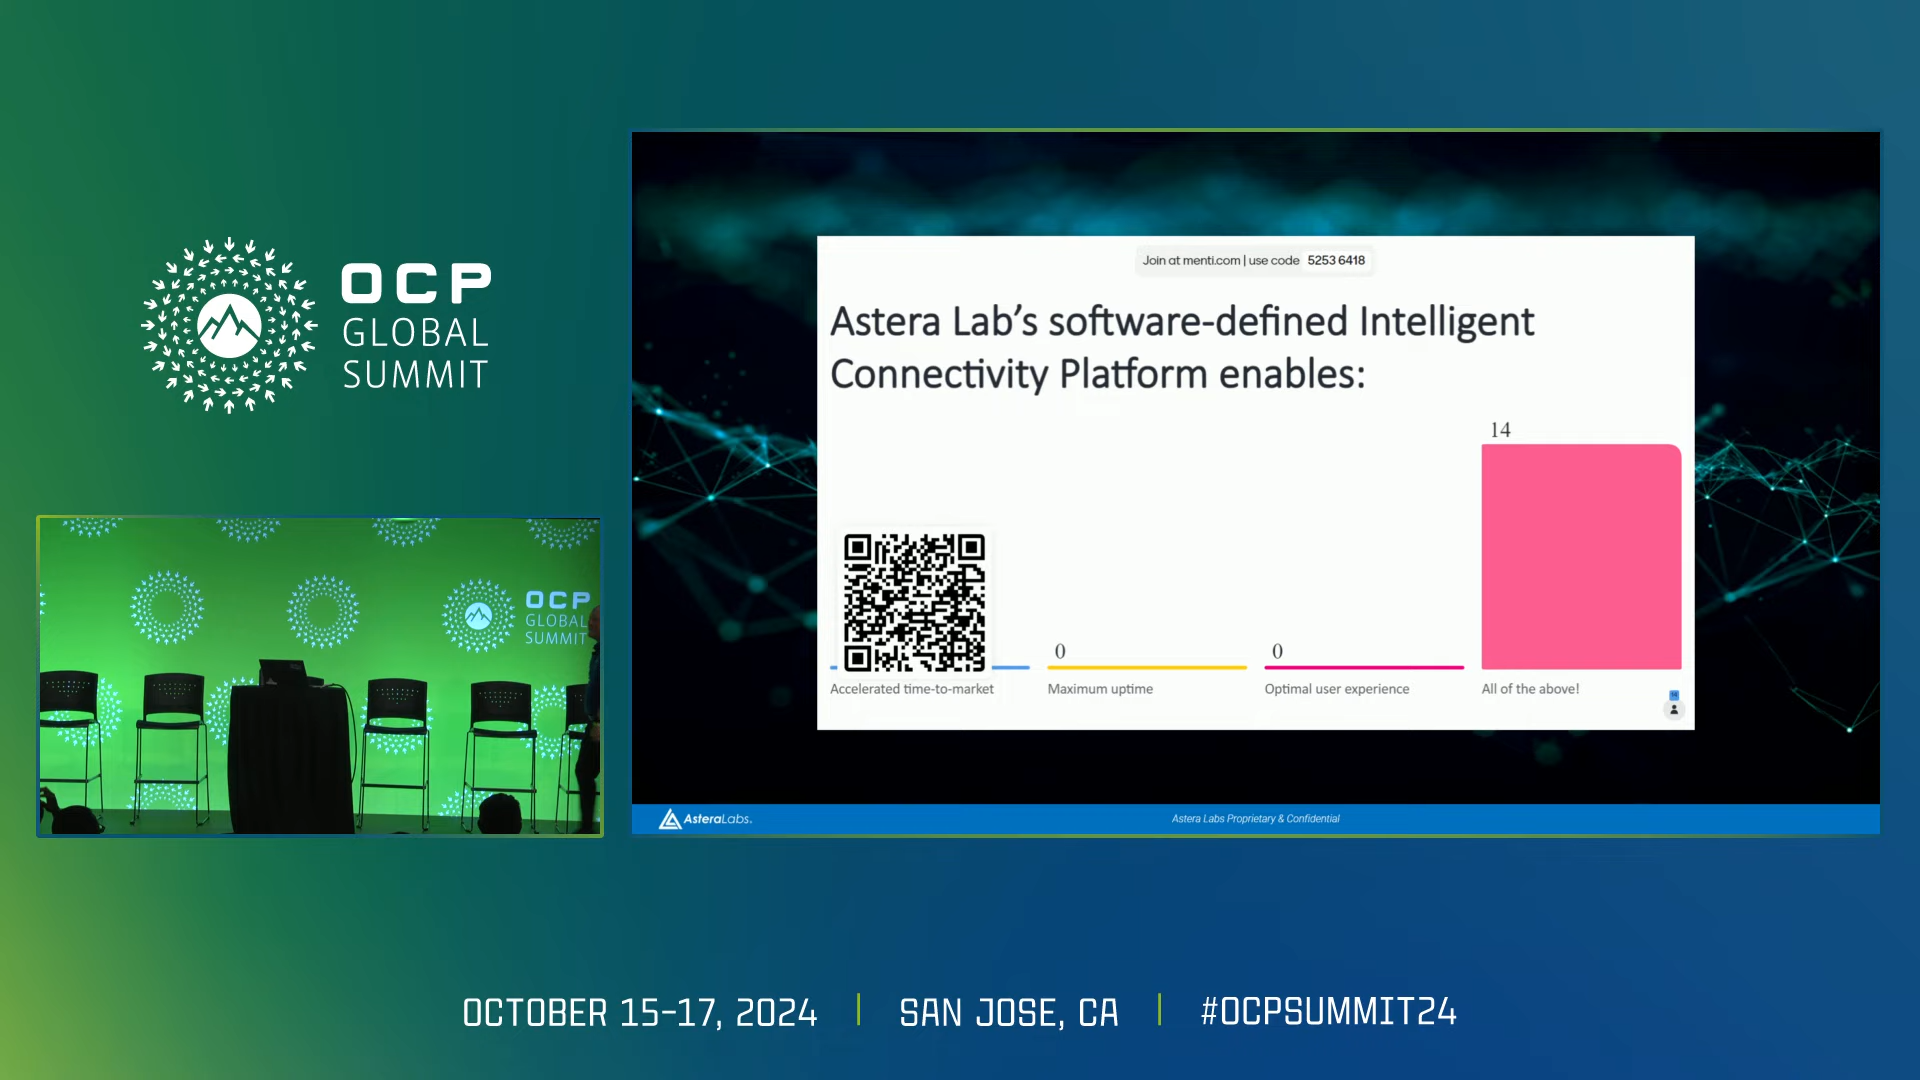 OCP
GLOBAL
SUMMIT
OCP
GLOBAL
SUMMIT
Join at menti.com | use code 5253 6418
Astera Lab's software-defined Intelligent
Connectivity Platform enables:
14
0
0
Accelerated time-to-market
Maximum uptime
Optimal user experience
All of the above!
AsteraLabs.
Astera Labs Proprietary & Confidential
OCTOBER 15-17, 2024 | SAN JOSE, CA | #OCPSUMMIT24